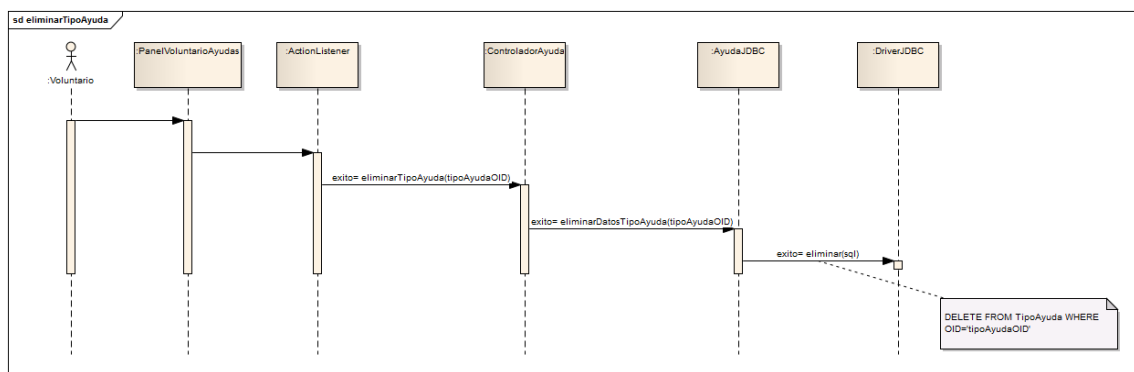 sd eliminarTipoAyuda
:Voluntario
:PanelVoluntarioAyudas
:ActionListener
:ControladorAyuda
:AyudaJDBC
:DriverJDBC
exito= eliminarTipoAyuda(tipoAyudaOID)
exito= eliminarDatosTipoAyuda(tipoAyudaOID)
exito= eliminar(sql)
DELETE FROM TipoAyuda WHERE
OID='tipoAyudaOID'